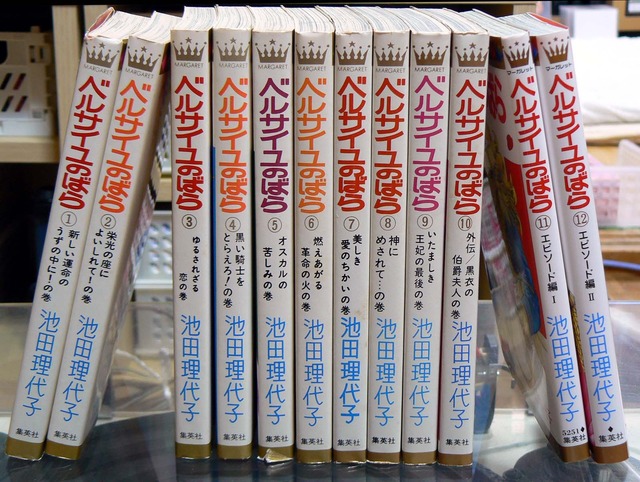 MARGARET
ベルサイユのばら
①
新しい運命の
うずの中に!の巻
池田理代子
集英社
MARGARET
ベルサイユのばら
②
栄光の座に
よいしれて!の巻
池田理代子
集英社
MARGARET
ベルサイユのばら
③
ゆるされざる
恋の巻
池田理代子
集英社
MARGARET
ベルサイユのばら
④
黒い騎士を
とらえろ!の巻
池田理代子
集英社
MARGARET
ベルサイユのばら
⑤
オスカルの
苦しみの巻
池田理代子
集英社
MARGARET
ベルサイユのばら
⑥
燃えあがる
革命の火の巻
池田理代子
集英社
MARGARET
ベルサイユのばら
⑦
美しき
愛のちかいの巻
池田理代子
集英社
MARGARET
ベルサイユのばら
⑧
神に
めされて…の巻
池田理代子
集英社
MARGARET
ベルサイユのばら
⑨
いたましき
王妃の最後の巻
池田理代子
集英社
MARGARET
ベルサイユのばら
⑩
外伝/黒衣の
伯爵夫人の巻
池田理代子
集英社
マーガレット
ベルサイユのばら
⑪
エピソード編 I
池田理代子
5251◆
集英社
マーガレット
ベルサイユのばら
⑫
エピソード編 II
池田理代子
◆
集英社